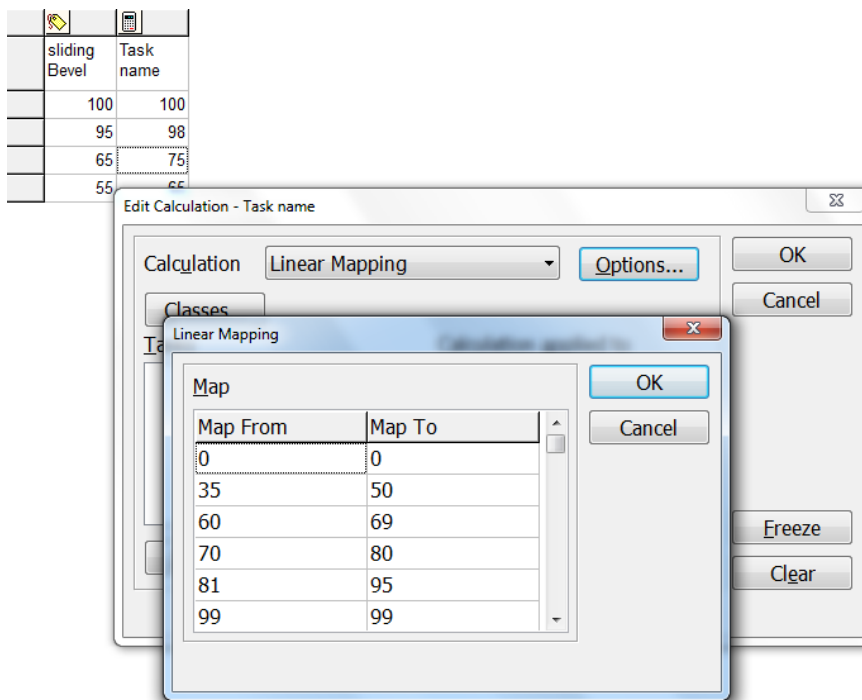 sliding Task
Bevel name
100 100
95 98
65 75
55
Edit Calculation - Task name
Calculation Linear Mapping Options... OK
Classes... Cancel
Linear Mapping
Map OK
Map From Map To Cancel
0 0
35 50
60 69 Freeze
70 80
81 95 Clear
99 99